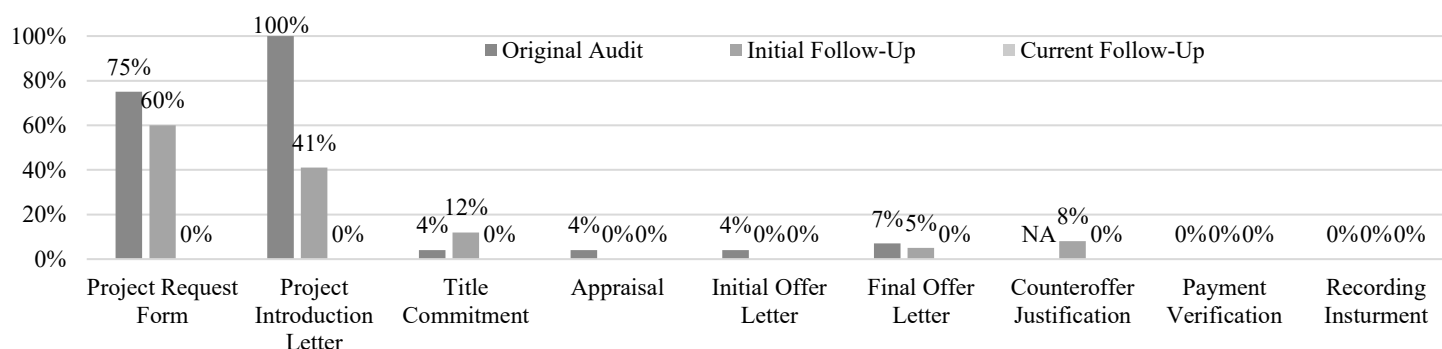 100%
100%
Original Audit Initial Follow-Up Current Follow-Up
80%
75%
60%
60%
41%
40%
20%
12%
4%
0%
0%
0%
4%
0%0%
4%
0%0%
7%
5%
0%
NA
8%
0%
0%0%0%
0%0%0%
0%
Project Request
Form
Project
Introduction
Letter
Title
Commitment
Appraisal
Initial Offer
Letter
Final Offer
Letter
Counteroffer
Justification
Payment
Verification
Recording
Insturment